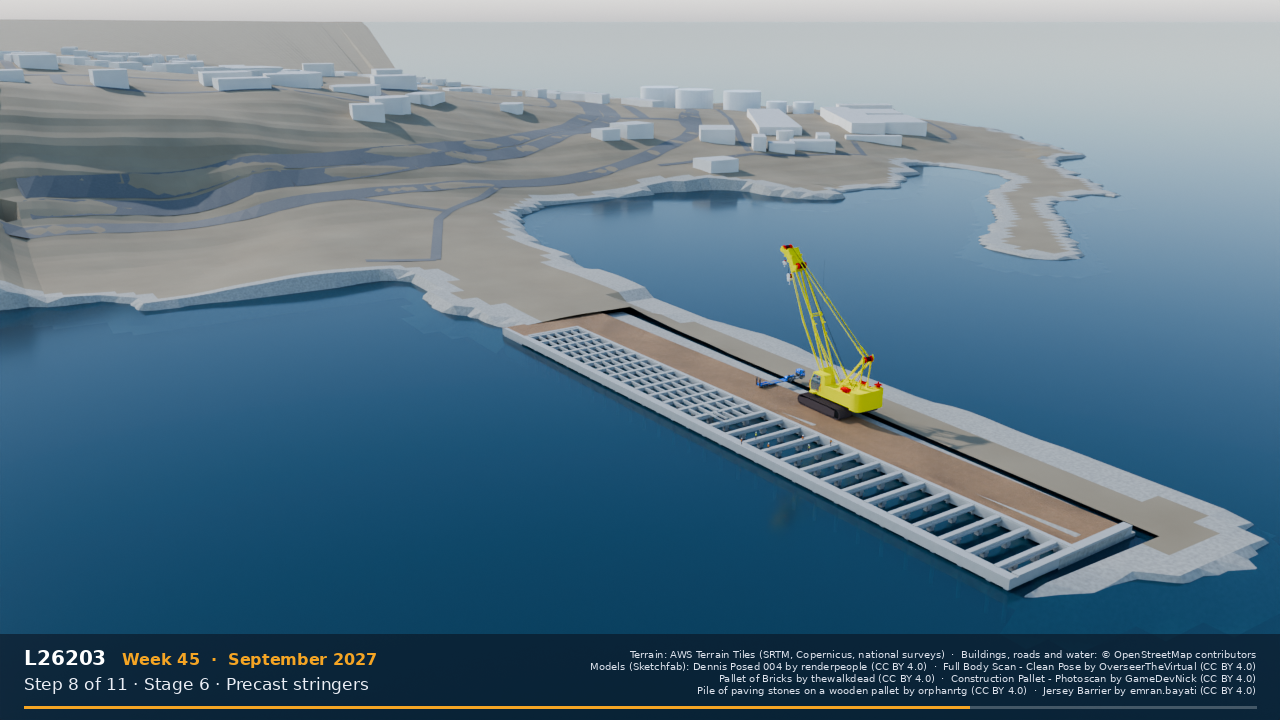 L26203 Week 45 · September 2027
Step 8 of 11 · Stage 6 · Precast stringers
Terrain: AWS Terrain Tiles (SRTM, Copernicus, national surveys) · Buildings, roads and water: © OpenStreetMap contributors
Models (Sketchfab): Dennis Posed 004 by renderpeople (CC BY 4.0) · Full Body Scan - Clean Pose by OverseerTheVirtual (CC BY 4.0)
Pallet of Bricks by thewalkdead (CC BY 4.0) · Construction Pallet - Photoscan by GameDevNick (CC BY 4.0)
Pile of paving stones on a wooden pallet by orphanrtg (CC BY 4.0) · Jersey Barrier by emran.bayati (CC BY 4.0)